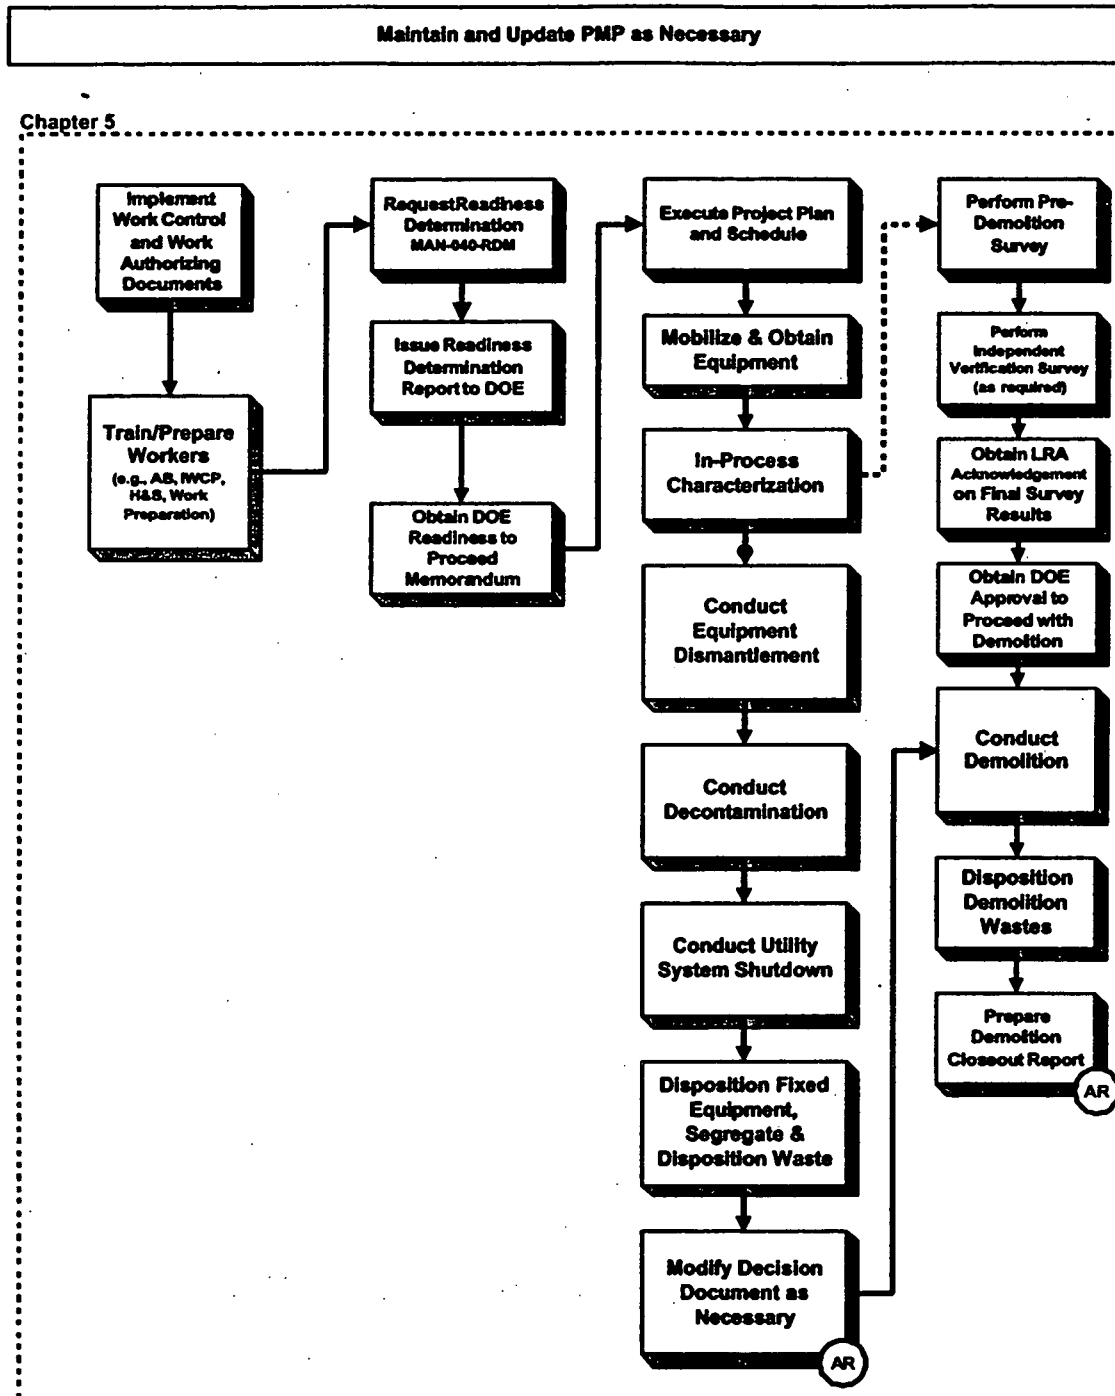 Maintain and Update PMP as Necessary
Chapter 5
Implement
Work Control
and Work
Authorizing
Documents
Train/Prepare
Workers
(e.g., AB, IWCP,
H&S, Work
Preparation)
Request Readiness
Determination
MAN-040-RDM
Issue Readiness
Determination
Report to DOE
Obtain DOE
Readiness to
Proceed
Memorandum
Execute Project Plan
and Schedule
Mobilize & Obtain
Equipment
In-Process
Characterization
Conduct
Equipment
Dismantlement
Conduct
Decontamination
Conduct Utility
System Shutdown
Disposition Fixed
Equipment,
Segregate &
Disposition Waste
Modify Decision
Document as
Necessary
AR
Perform Pre-
Demolition
Survey
Perform
Independent
Verification Survey
(as required)
Obtain LRA
Acknowledgement
on Final Survey
Results
Obtain DOE
Approval to
Proceed with
Demolition
Conduct
Demolition
Disposition
Demolition
Wastes
Prepare
Demolition
Closeout Report
AR